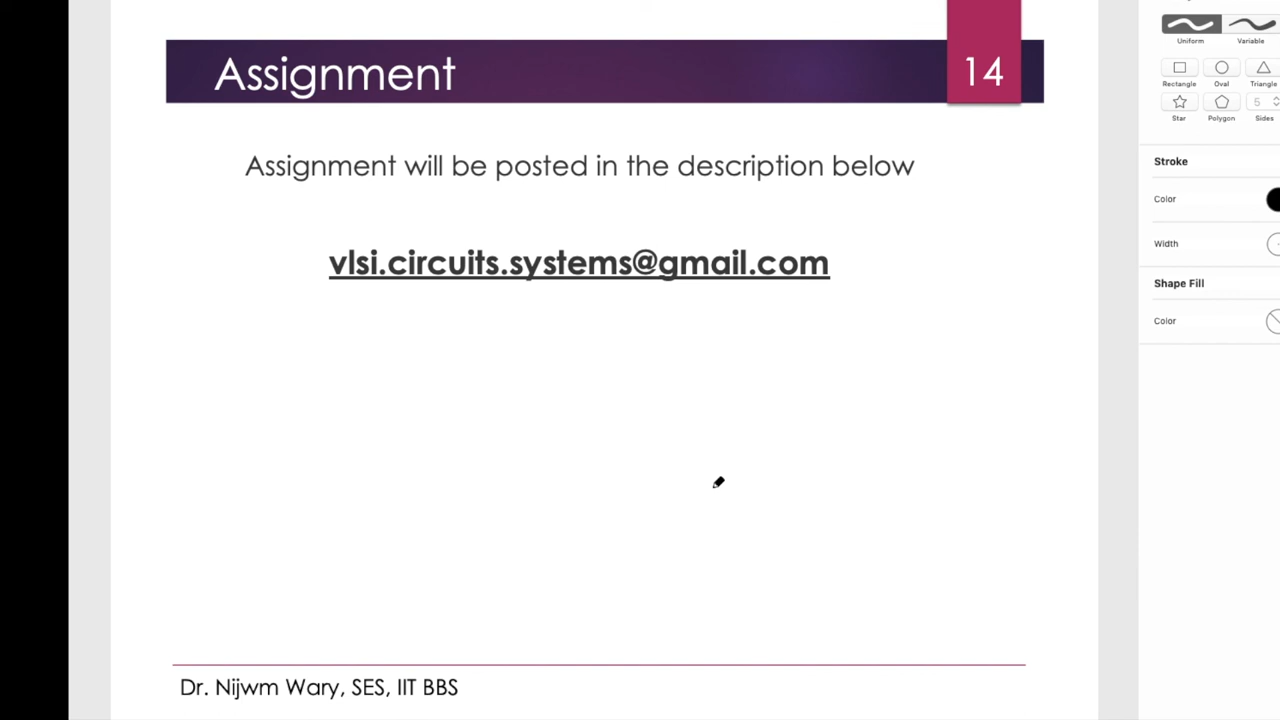 Assignment
14
Assignment will be posted in the description below
vlsi.circuits.systems@gmail.com
Dr. Nijwm Wary, SES, IIT BBS
Uniform
Variable
Rectangle
Oval
Triangle
5
Star
Polygon
Sides
Stroke
Color
Width
Shape Fill
Color